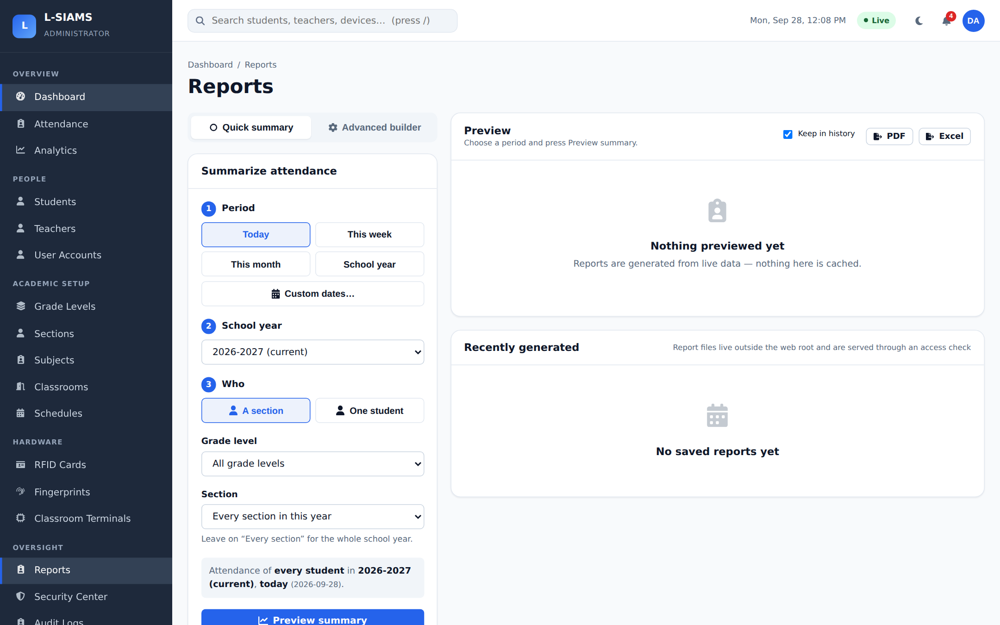 L
L-SIAMS
ADMINISTRATOR
OVERVIEW
Dashboard
Attendance
Analytics
PEOPLE
Students
Teachers
User Accounts
ACADEMIC SETUP
Grade Levels
Sections
Subjects
Classrooms
Schedules
HARDWARE
RFID Cards
Fingerprints
Classroom Terminals
OVERSIGHT
Reports
Security Center
Audit Logs
Search students, teachers, devices… (press /)
Mon, Sep 28, 12:08 PM
Live
4
DA
Dashboard / Reports
Reports
Quick summary
Advanced builder
Summarize attendance
1 Period
Today
This week
This month
School year
Custom dates…
2 School year
2026-2027 (current)
3 Who
A section
One student
Grade level
All grade levels
Section
Every section in this year
Leave on “Every section” for the whole school year.
Attendance of every student in 2026-2027
(current), today (2026-09-28).
Preview summary
Preview
Choose a period and press Preview summary.
Keep in history
PDF
Excel
Nothing previewed yet
Reports are generated from live data — nothing here is cached.
Recently generated
Report files live outside the web root and are served through an access check
No saved reports yet